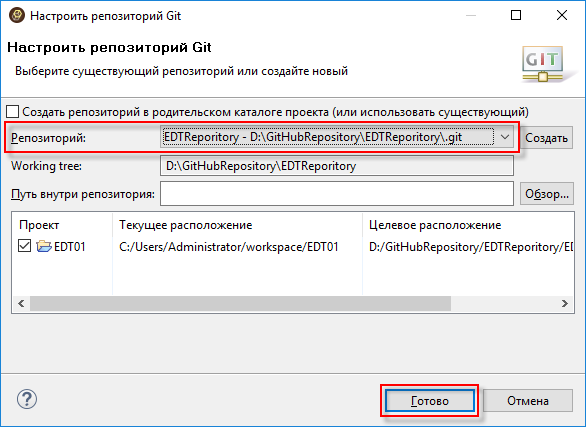 Настроить репозиторий Git
Настроить репозиторий Git
Выберите существующий репозиторий или создайте новый
GIT
Создать репозиторий в родительском каталоге проекта (или использовать существующий)
Репозиторий: EDTReporitory - D:\GitHubRepository\EDTReporitory\.git Создать
Working tree: D:\GitHubRepository\EDTReporitory
Путь внутри репозитория: Обзор...
Проект Текущее расположение Целевое расположение
EDT01 C:/Users/Administrator/workspace/EDT01 D:/GitHubRepository/EDTReporitory/ED
Готово Отмена